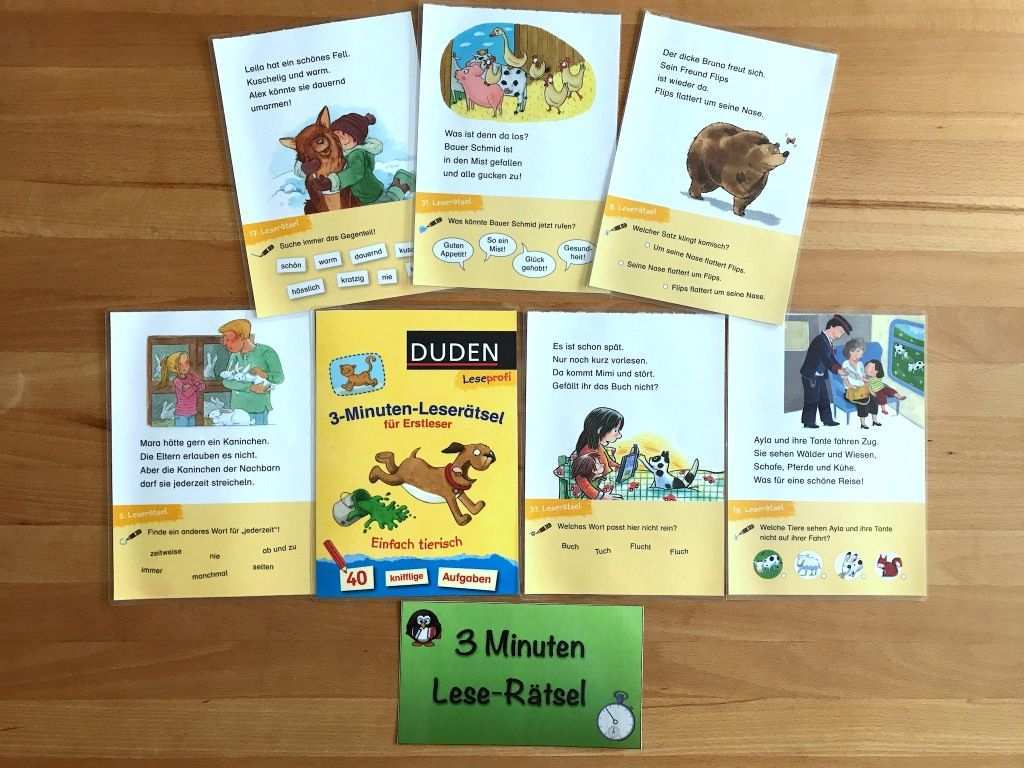 Leila hat ein schönes Fell.
Kuschelig und warm.
Alex könnte sie dauernd
umarmen!
17. Leserätsel
Suche immer das Gegenteil!
schön warm dauernd
hässlich kratzig nie
Was ist denn da los?
Bauer Schmid ist
in den Mist gefallen
und alle gucken zu!
31. Leserätsel
Was könnte Bauer Schmid jetzt rufen?
Guten
Appetit!
So ein
Mist!
Glück
gehabt!
Gesund-
heit!
Der dicke Bruno freut sich.
Sein Freund Flips
ist wieder da.
Flips flattert um seine Nase.
8. Leserätsel
Welcher Satz klingt komisch?
Um seine Nase flattert Flips.
Seine Nase flattert um Flips.
Flips flattert um seine Nase.
Mara hätte gern ein Kaninchen.
Die Eltern erlauben es nicht.
Aber die Kaninchen der Nachbarn
darf sie jederzeit streicheln.
Leserätsel
Finde ein anderes Wort für „jederzeit“!
zeitweise nie ab und zu
immer manchmal selten
DUDEN
Leseprofi
3-Minuten-Leserätsel
für Erstleser
Einfach tierisch
40 knifflige Aufgaben
Es ist schon spät.
Nur noch kurz vorlesen.
Da kommt Mimi und stört.
Gefällt ihr das Buch nicht?
Leserätsel
Welches Wort passt hier nicht rein?
Buch Tuch Flucht Fluch
Ayla und ihre Tante fahren Zug.
Sie sehen Wälder und Wiesen,
Schafe, Pferde und Kühe.
Was für eine schöne Reise!
Leserätsel
Welche Tiere sehen Ayla und ihre Tante
nicht auf ihrer Fahrt?
3 Minuten
Lese-Rätsel